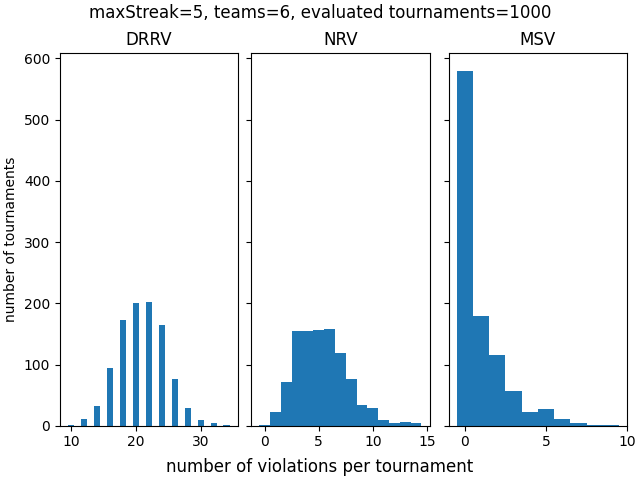 maxStreak=5, teams=6, evaluated tournaments=1000
DRRV NRV MSV
600
500
400
300
200
100
0
number of tournaments
10 20 30 0 5 10 15 0 5 10
number of violations per tournament